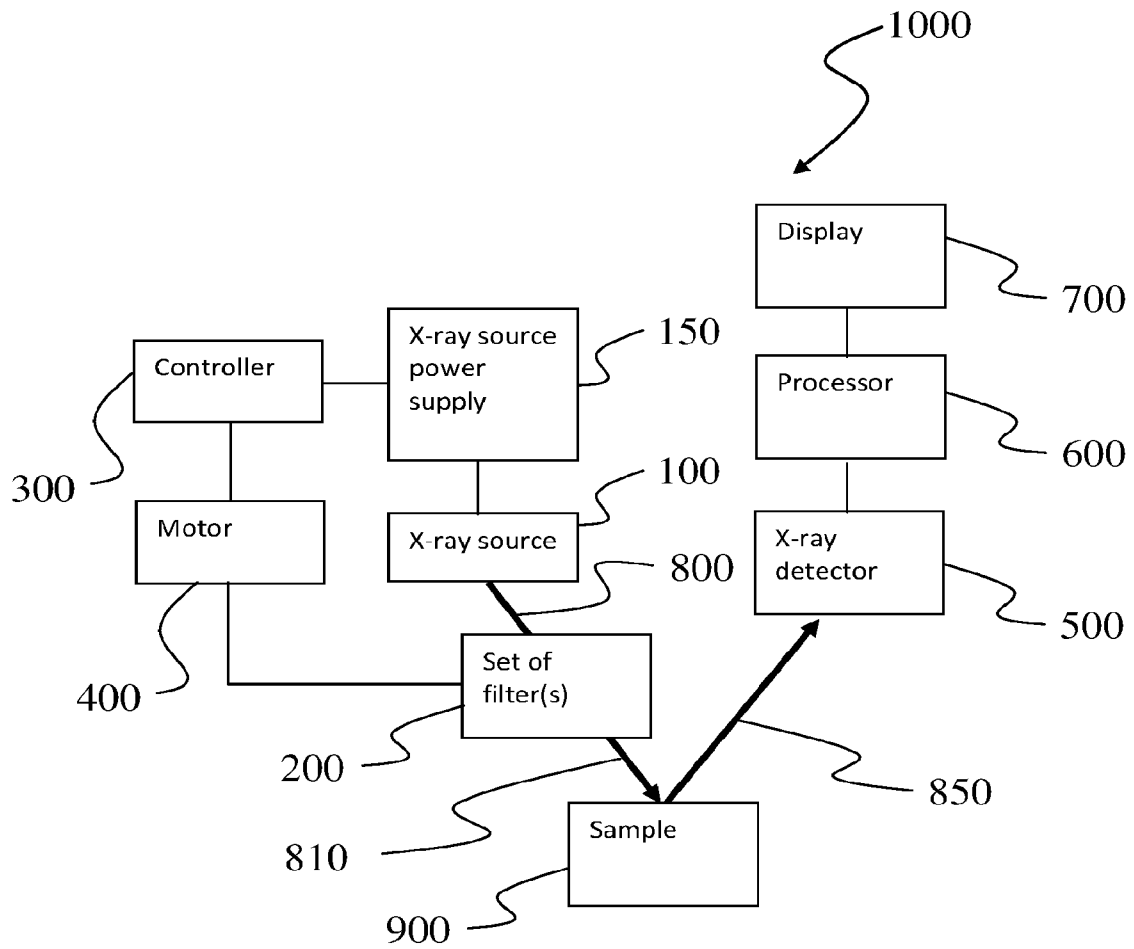 1000
Display
700
X-ray source
power
supply
150
Controller
Processor
600
300
100
Motor
X-ray source
800
X-ray
detector
500
Set of
filter(s)
400
200
850
810
Sample
900